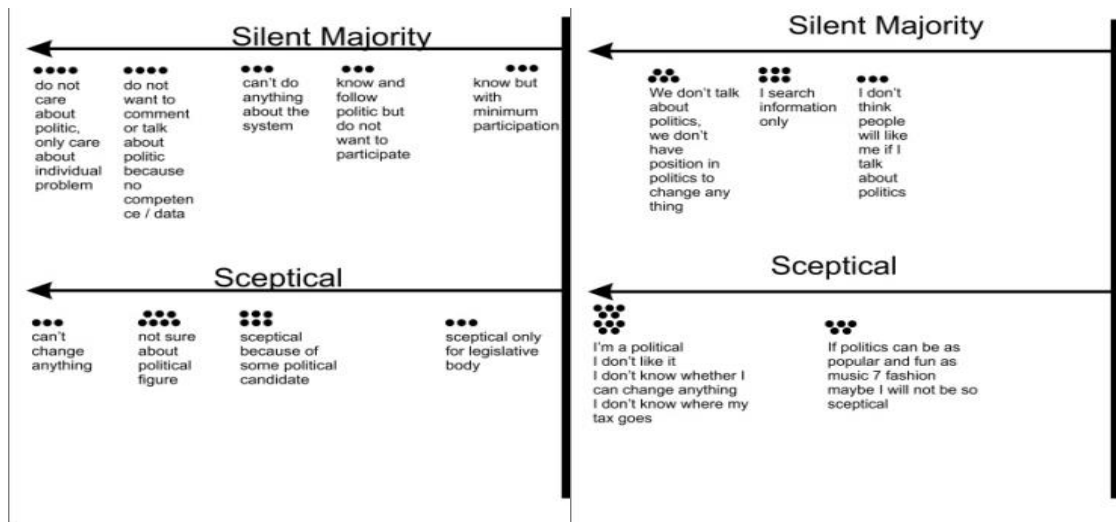 Silent Majority
do not
care
about
politic,
only care
about
individual
problem
do not
want to
comment
or talk
about
politic
because
no
competen
ce / data
can't do
anything
about the
system
know and
follow
politic but
do not
want to
participate
know but
with
minimum
participation
Sceptical
can't
change
anything
not sure
about
political
figure
sceptical
because of
some political
candidate
sceptical only
for legislative
body
Silent Majority
We don't talk
about
politics,
we don't
have
position in
politics to
change any
thing
I search
information
only
I don't
think
people
will like
me if I
talk
about
politics
Sceptical
I'm a political
I don't like it
I don't know whether I
can change anything
I don't know where my
tax goes
If politics can be as
popular and fun as
music 7 fashion
maybe I will not be so
sceptical